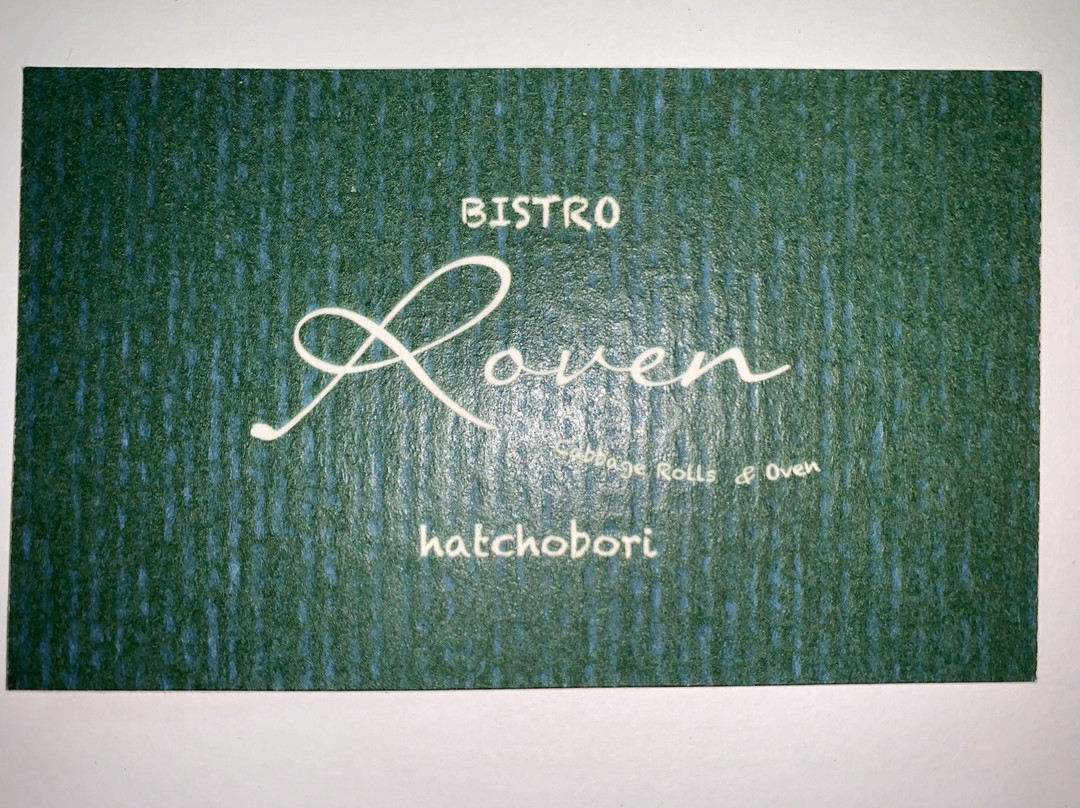 BISTRO
Roven
Cabbage Rolls & Oven
hatchobori